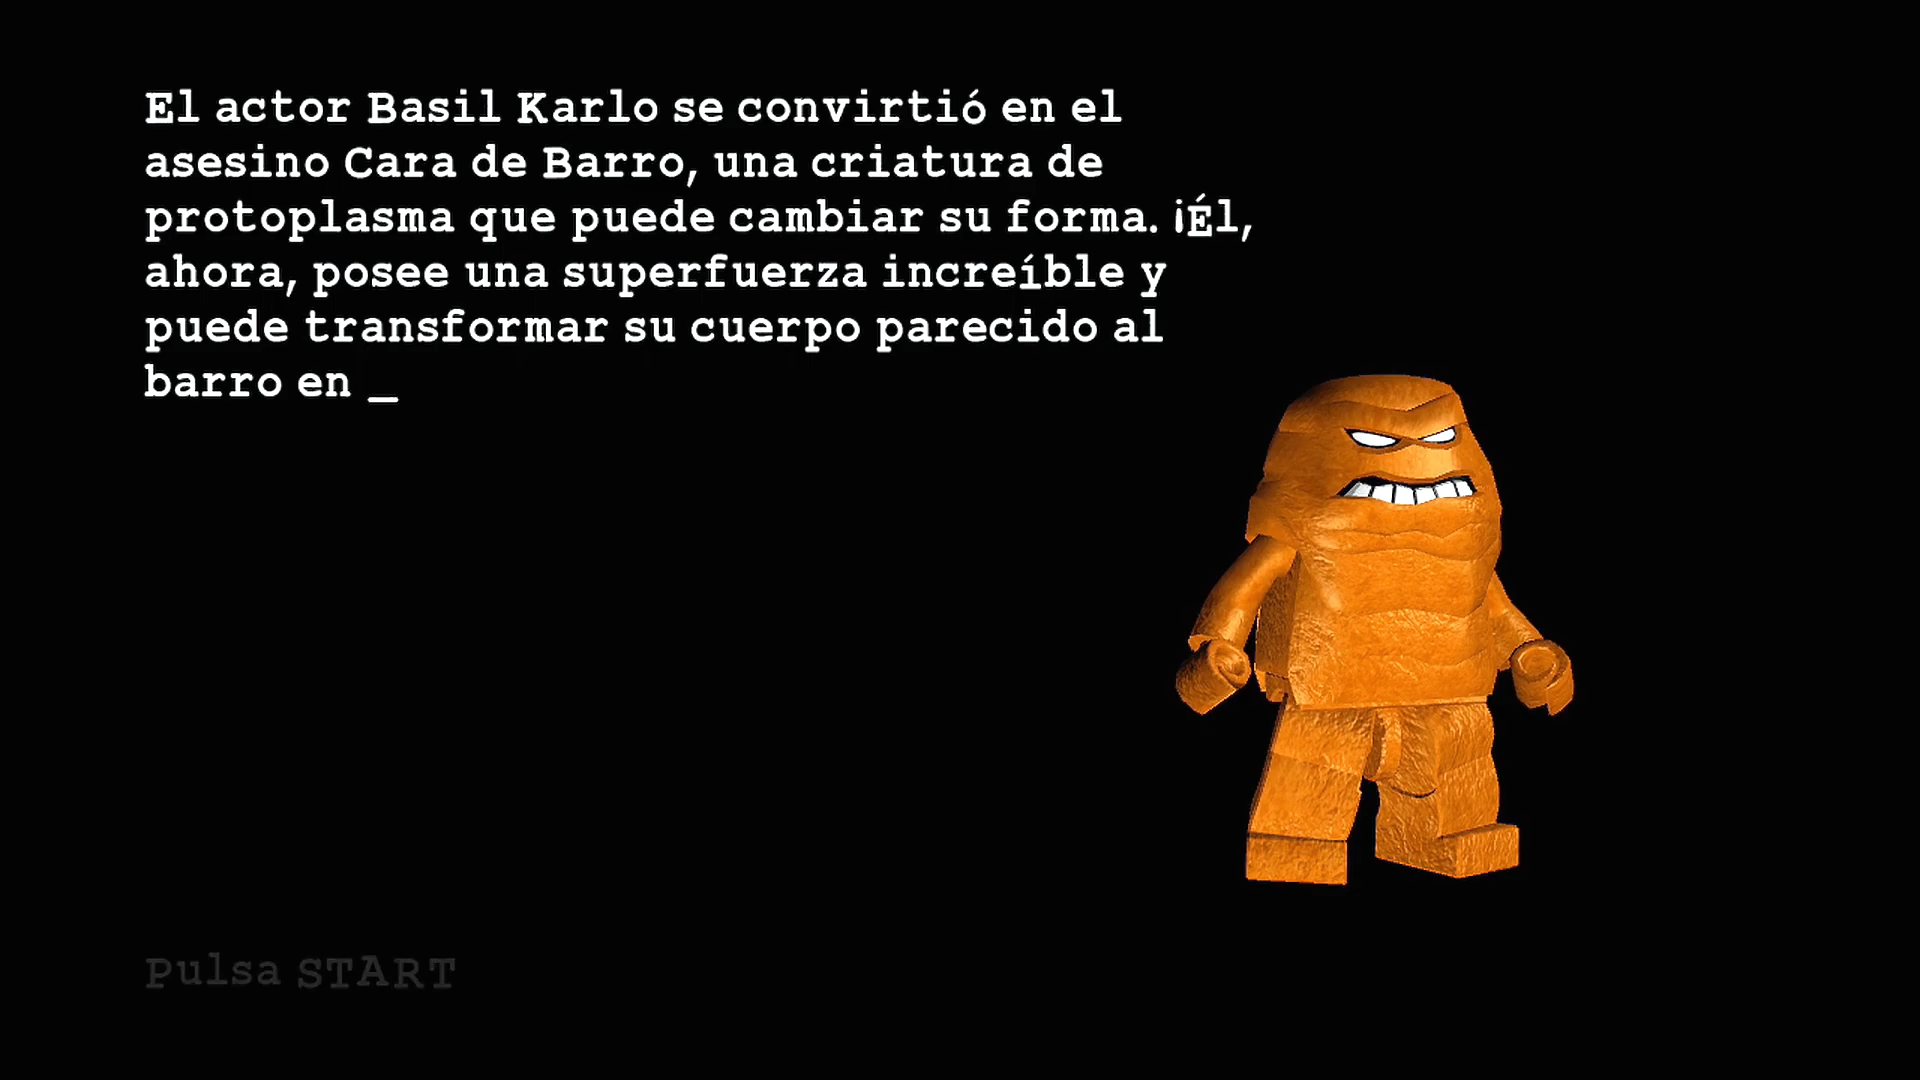 El actor Basil Karlo se convirtió en el
asesino Cara de Barro, una criatura de
protoplasma que puede cambiar su forma. ¡Él,
ahora, posee una superfuerza increíble y
puede transformar su cuerpo parecido al
barro en _
Pulsa START